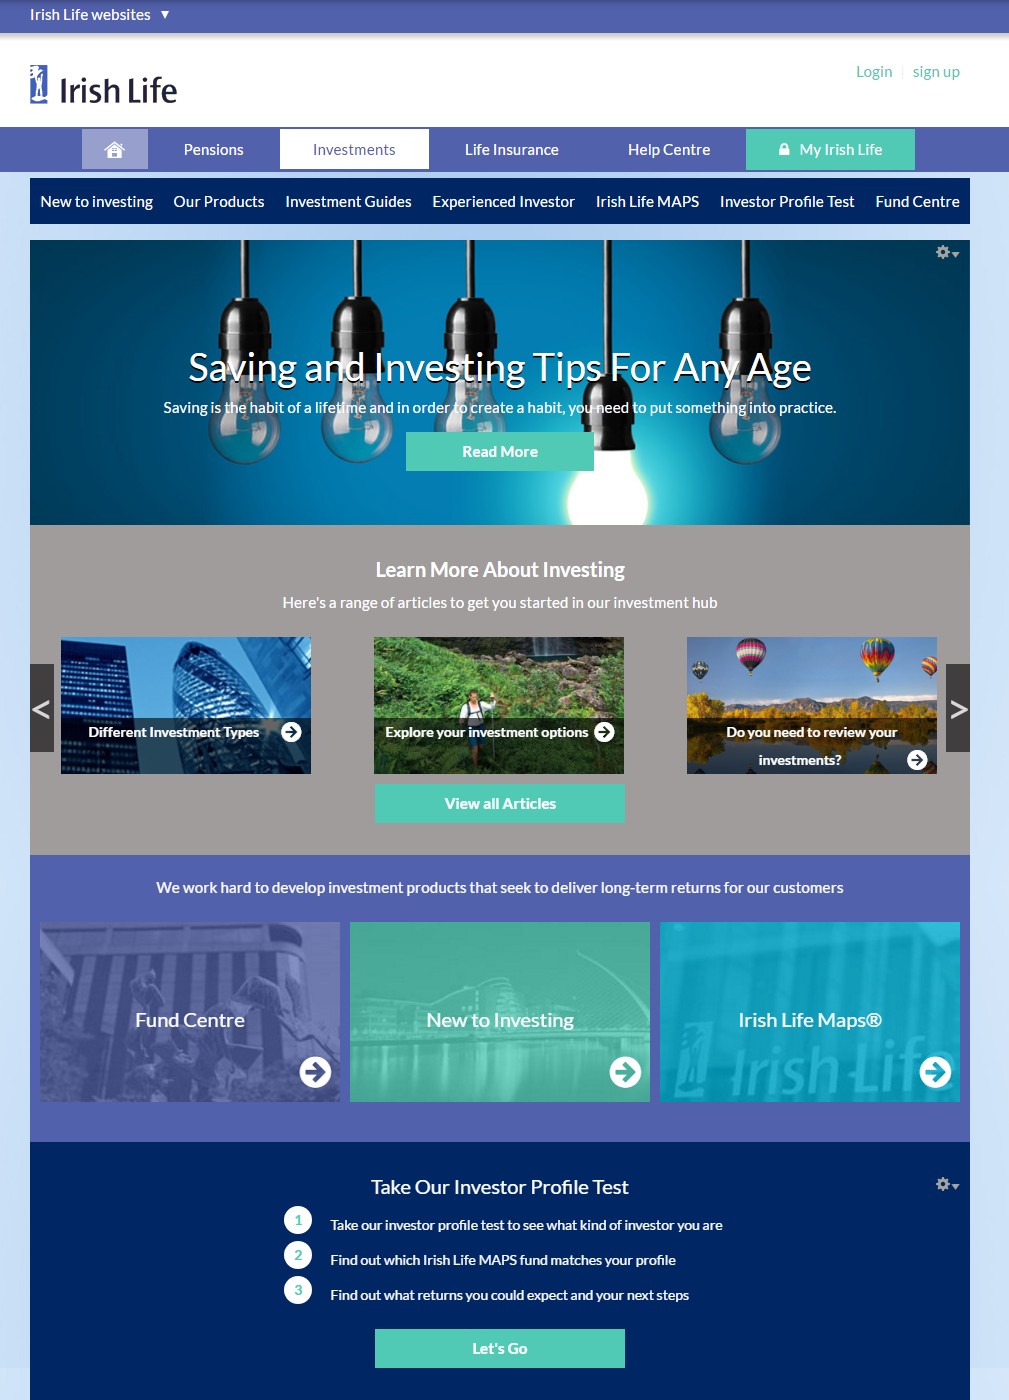 Irish Life websites ▼
Irish Life
Login | sign up
Pensions
Investments
Life Insurance
Help Centre
My Irish Life
New to investing
Our Products
Investment Guides
Experienced Investor
Irish Life MAPS
Investor Profile Test
Fund Centre
Saving and Investing Tips For Any Age
Saving is the habit of a lifetime and in order to create a habit, you need to put something into practice.
Read More
Learn More About Investing
Here's a range of articles to get you started in our investment hub
<
Different Investment Types
Explore your investment options
Do you need to review your
investments?
>
View all Articles
We work hard to develop investment products that seek to deliver long-term returns for our customers
Fund Centre
New to Investing
Irish Life Maps®
Irish Life
Take Our Investor Profile Test
1 Take our investor profile test to see what kind of investor you are
2 Find out which Irish Life MAPS fund matches your profile
3 Find out what returns you could expect and your next steps
Let's Go